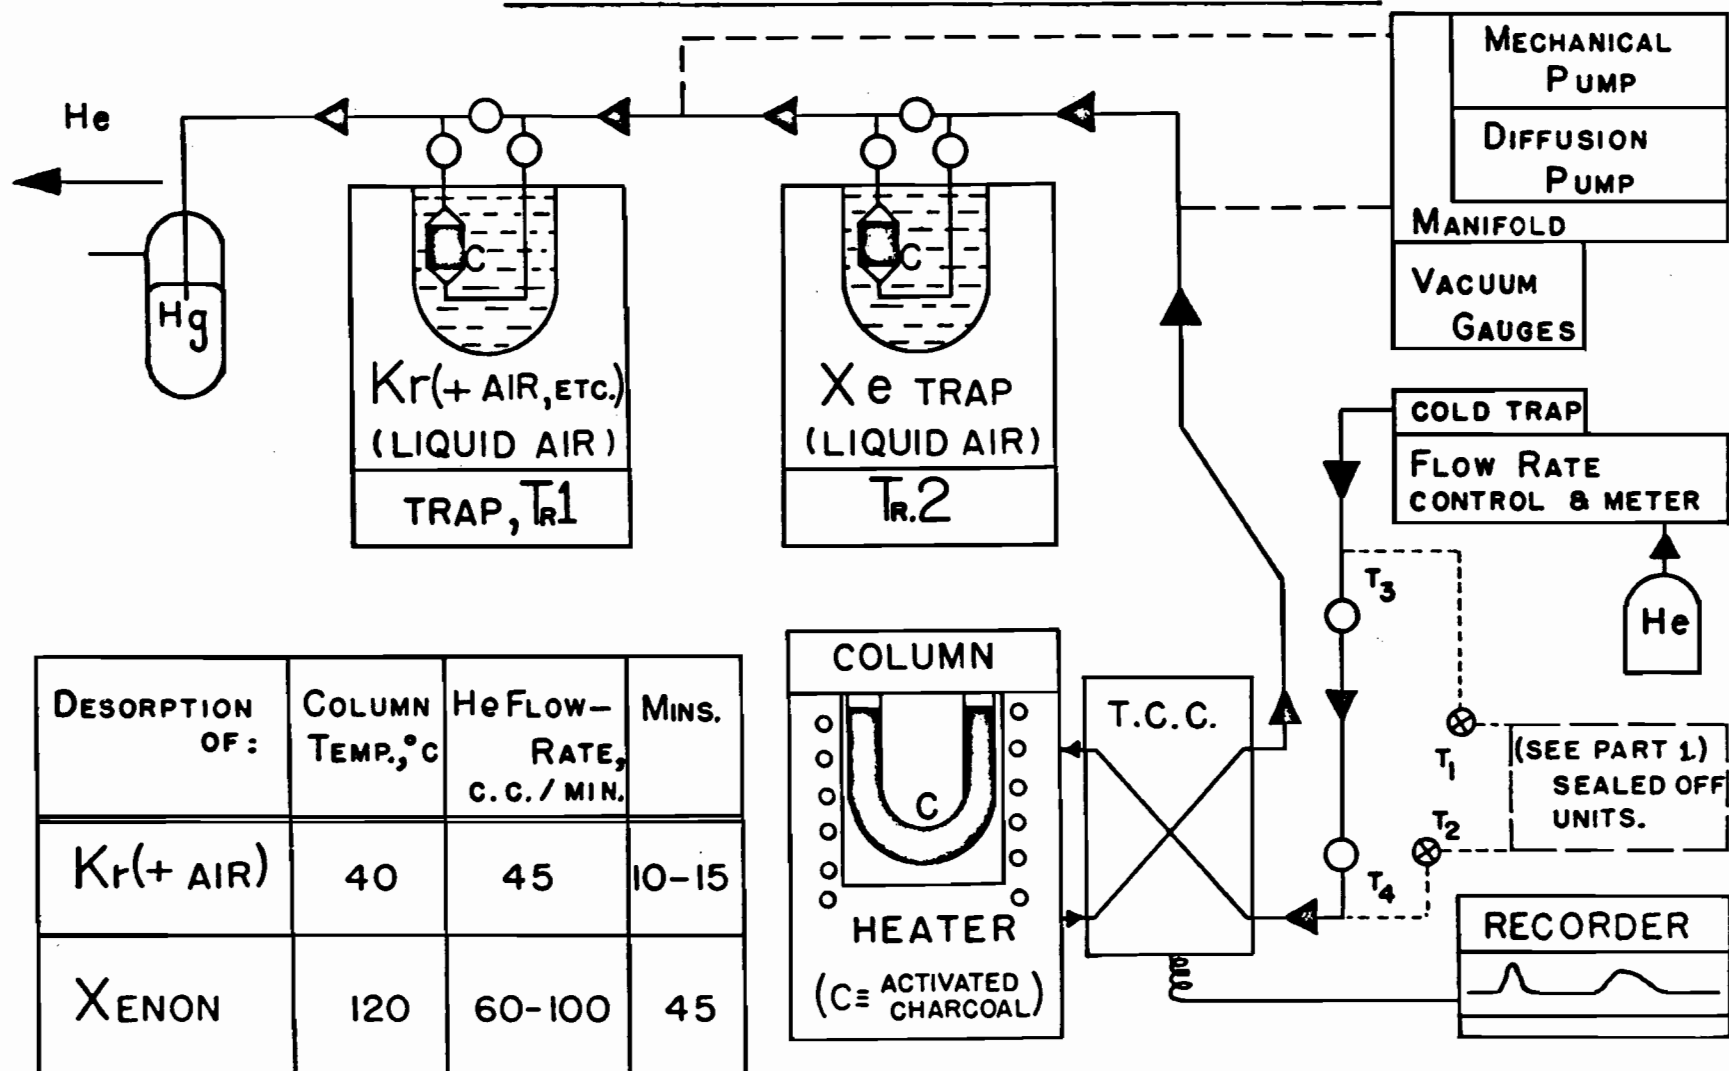 He
Hg
C
Kr(+ AIR, ETC.)
(LIQUID AIR)
TRAP, TR1
C
Xe TRAP
(LIQUID AIR)
TR.2
MECHANICAL
PUMP
DIFFUSION
PUMP
MANIFOLD
VACUUM
GAUGES
COLD TRAP
FLOW RATE
CONTROL & METER
He
T3
T1
(SEE PART 1.)
SEALED OFF
UNITS.
T2
T4
COLUMN
C
HEATER
(C≡ ACTIVATED
CHARCOAL)
T.C.C.
RECORDER
DESORPTION
OF:
COLUMN
TEMP.,°C
He FLOW–
RATE,
C.C./MIN.
MINS.
Kr(+ AIR)
40
45
10–15
XENON
120
60-100
45